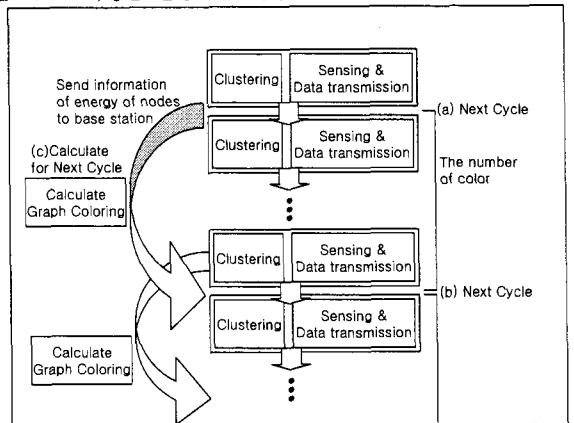 Send information
of energy of nodes
to base station
(c)Calculate
for Next Cycle
Calculate
Graph Coloring
Clustering
Sensing &
Data transmission
(a) Next Cycle
Clustering
Sensing &
Data transmission
The number
of color
Clustering
Sensing &
Data transmission
(b) Next Cycle
Clustering
Sensing &
Data transmission
Calculate
Graph Coloring